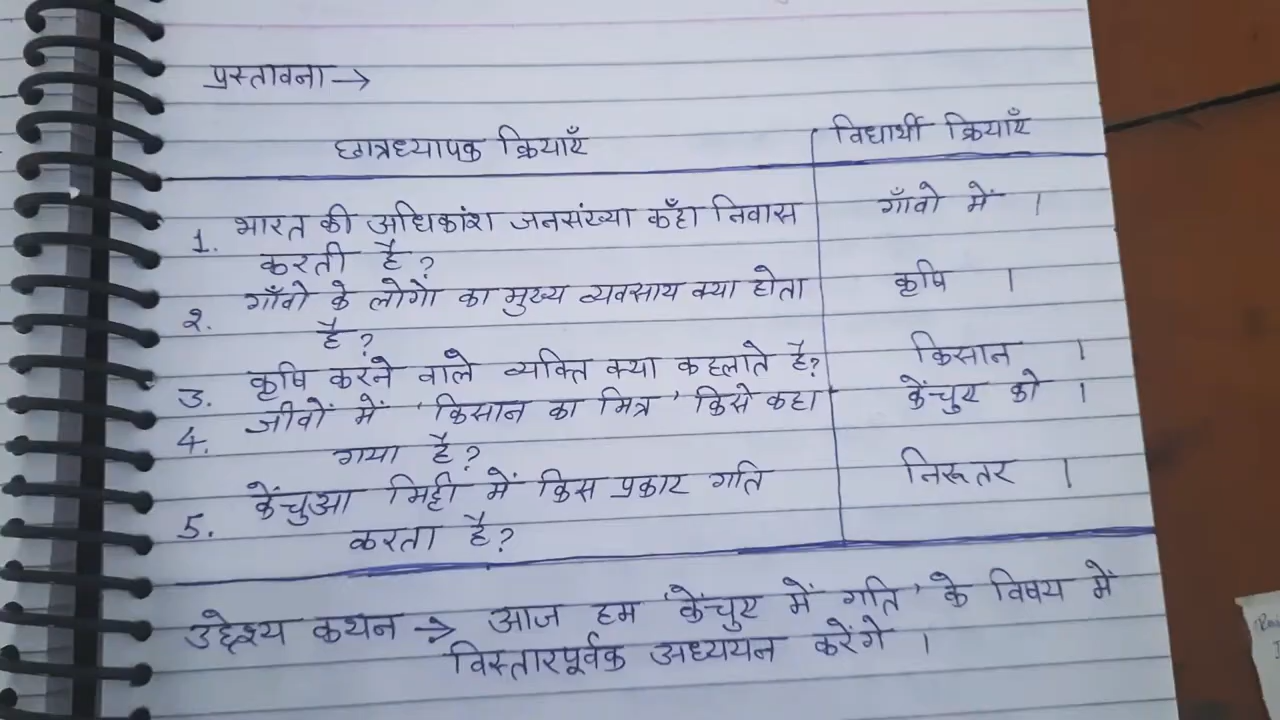 प्रस्तावना →
छात्रध्यापक क्रियाएँ
विद्यार्थी क्रियाएँ
1. भारत की अधिकांश जनसंख्या कहाँ निवास
करती है?
गाँवो में ।
2. गाँवो के लोगों का मुख्य व्यवसाय क्या होता
है?
कृषि ।
3. कृषि करने वाले व्यक्ति क्या कहलाते है?
किसान ।
4. जीवों में 'किसान का मित्र' किसे कहा
गया है?
केंचुए को ।
5. केंचुआ मिट्टी में किस प्रकार गति
करता है?
निरूतर ।
उद्देश्य कथन → आज हम 'केंचुए में गति' के विषय में
विस्तारपूर्वक अध्ययन करेंगे ।